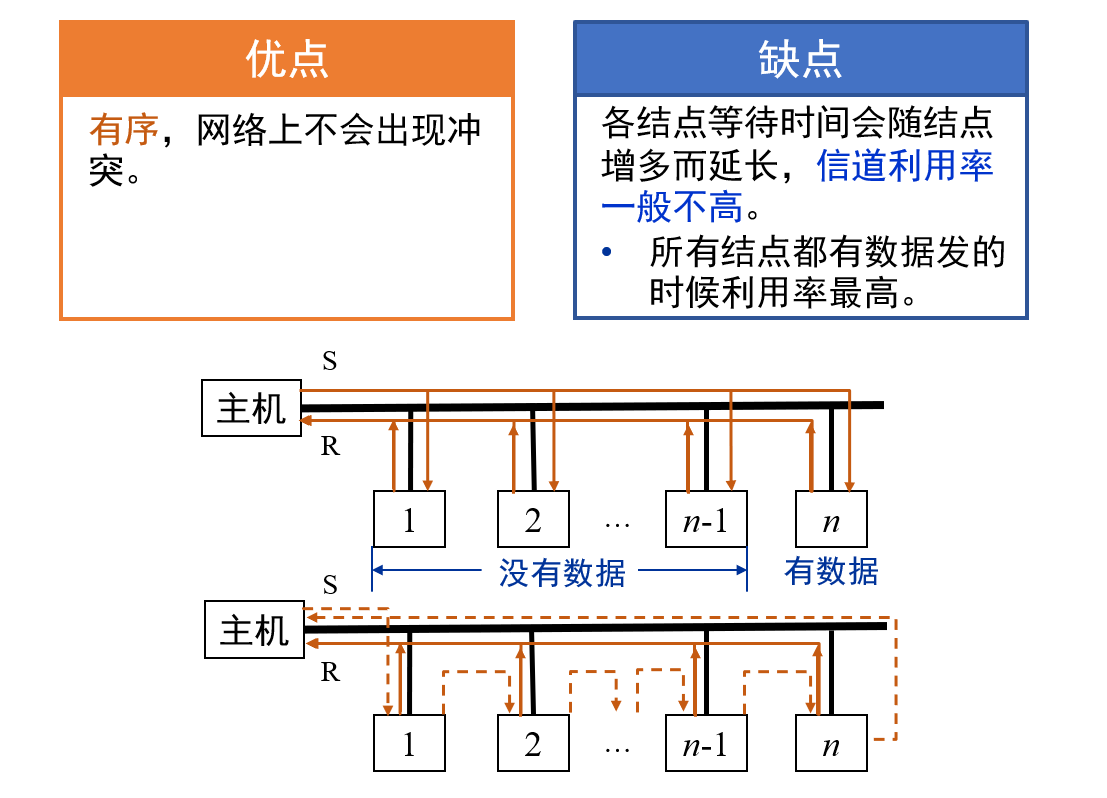 优点
有序，网络上不会出现冲
突。
缺点
各结点等待时间会随结点
增多而延长，信道利用率
一般不高。
• 所有结点都有数据发的
时候利用率最高。
S
主机
R
1
2
…
n-1
n
没有数据
有数据
S
主机
R
1
2
…
n-1
n